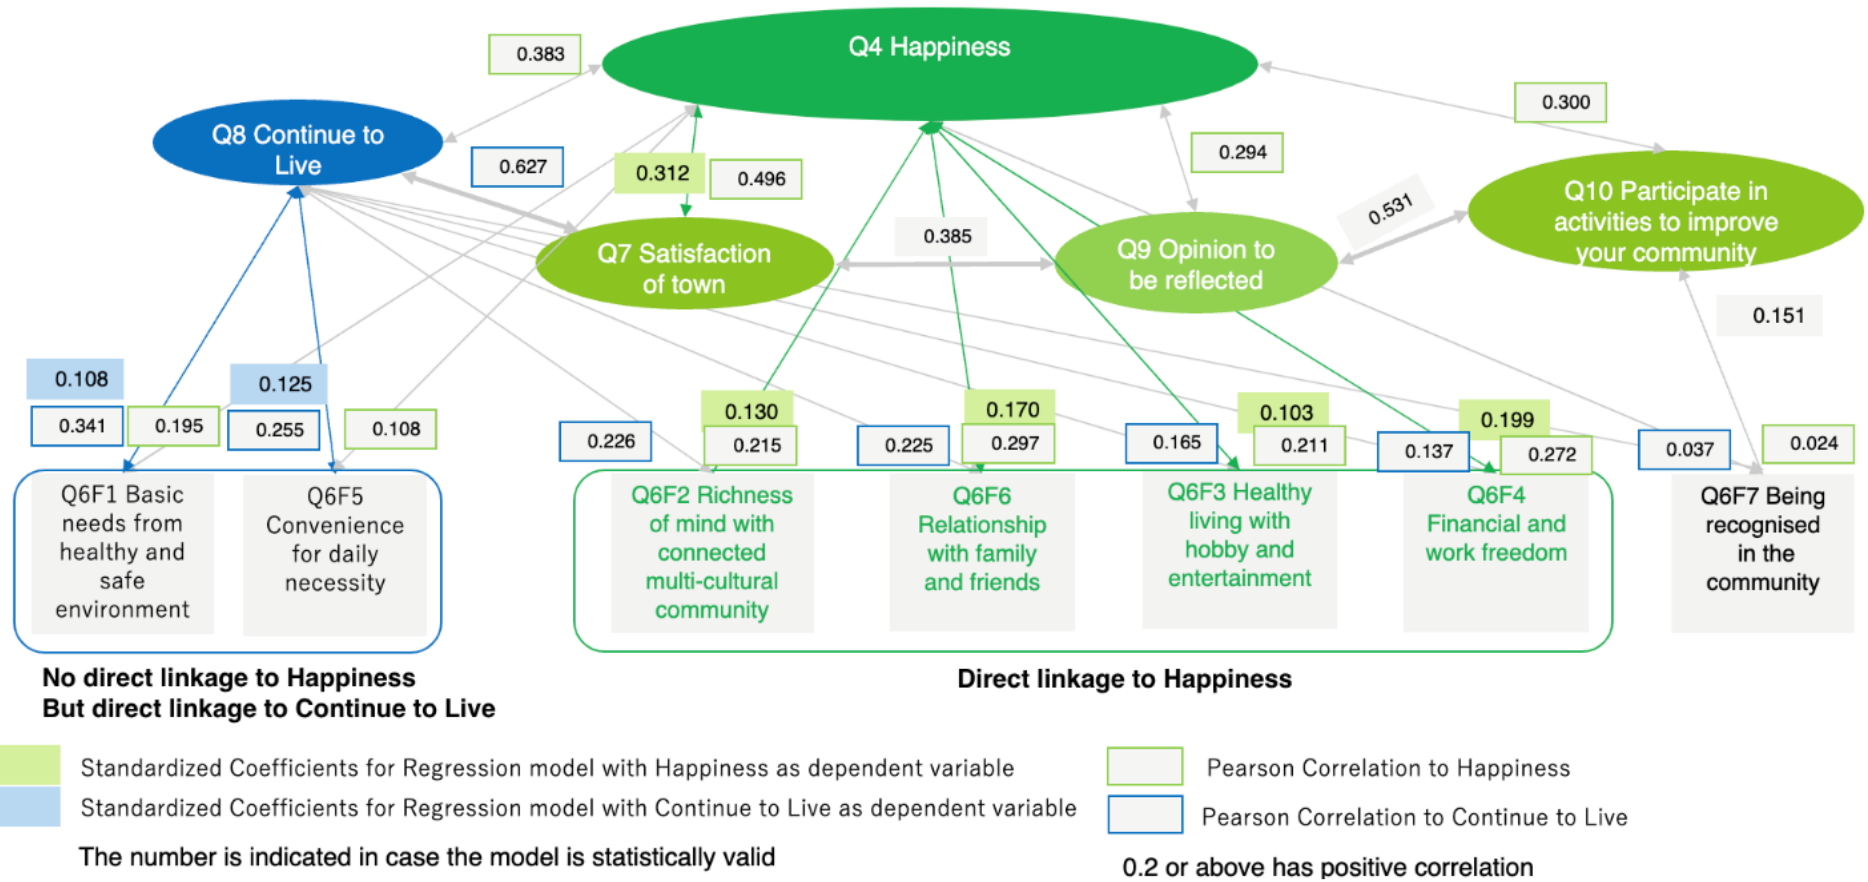 Q4 Happiness
0.383
0.300
Q8 Continue to
Live
0.627
0.312
0.496
0.294
0.531
Q10 Participate in
activities to improve
your community
Q7 Satisfaction
of town
0.385
Q9 Opinion to
be reflected
0.151
0.108
0.341
0.195
0.125
0.255
0.108
0.226
0.130
0.215
0.225
0.170
0.297
0.165
0.103
0.211
0.137
0.199
0.272
0.037
0.024
Q6F1 Basic
needs from
healthy and
safe
environment
Q6F5
Convenience
for daily
necessity
Q6F2 Richness
of mind with
connected
multi-cultural
community
Q6F6
Relationship
with family
and friends
Q6F3 Healthy
living with
hobby and
entertainment
Q6F4
Financial and
work freedom
Q6F7 Being
recognised
in the
community
No direct linkage to Happiness
But direct linkage to Continue to Live
Direct linkage to Happiness
Standardized Coefficients for Regression model with Happiness as dependent variable
Standardized Coefficients for Regression model with Continue to Live as dependent variable
The number is indicated in case the model is statistically valid
Pearson Correlation to Happiness
Pearson Correlation to Continue to Live
0.2 or above has positive correlation